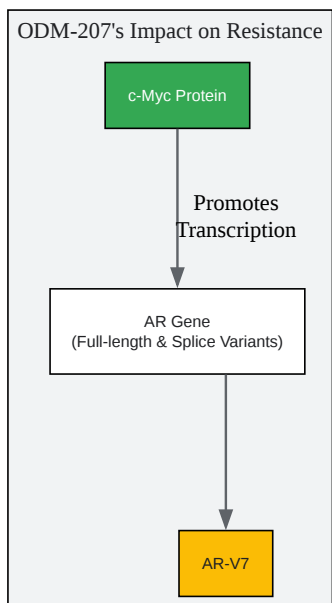 ODM-207's Impact on Resistance
c-Myc Protein
Promotes
Transcription
AR Gene
(Full-length & Splice Variants)
AR-V7